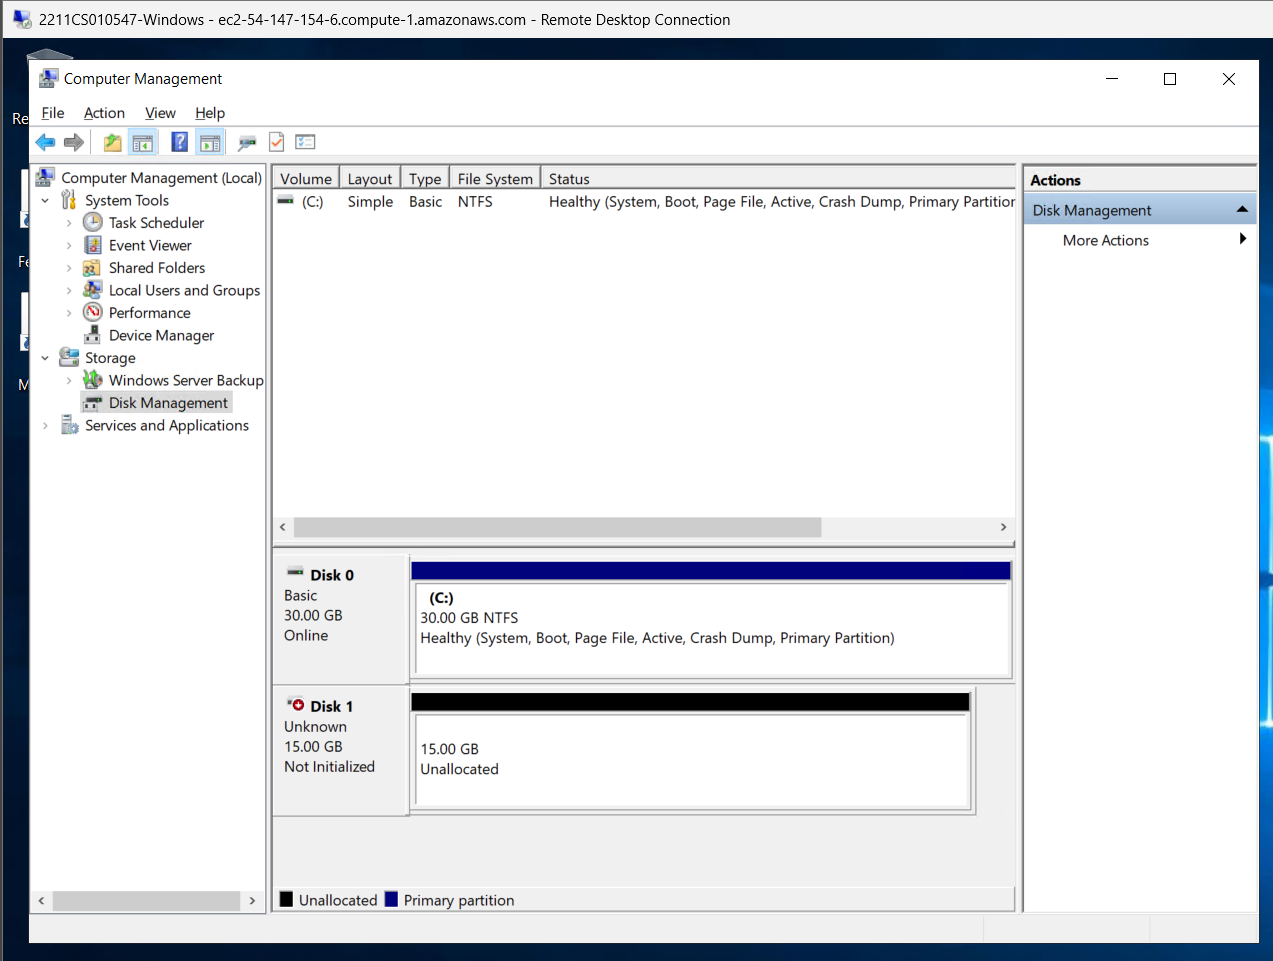 2211CS010547-Windows - ec2-54-147-154-6.compute-1.amazonaws.com - Remote Desktop Connection
Computer Management
File Action View Help
Re
Fe
M
Computer Management (Local)
System Tools
Task Scheduler
Event Viewer
Shared Folders
Local Users and Groups
Performance
Device Manager
Storage
Windows Server Backup
Disk Management
Services and Applications
Volume Layout Type File System Status
(C:) Simple Basic NTFS Healthy (System, Boot, Page File, Active, Crash Dump, Primary Partition
Disk 0
Basic
30.00 GB
Online
(C:)
30.00 GB NTFS
Healthy (System, Boot, Page File, Active, Crash Dump, Primary Partition)
Disk 1
Unknown
15.00 GB
Not Initialized
15.00 GB
Unallocated
Unallocated Primary partition
Actions
Disk Management
More Actions